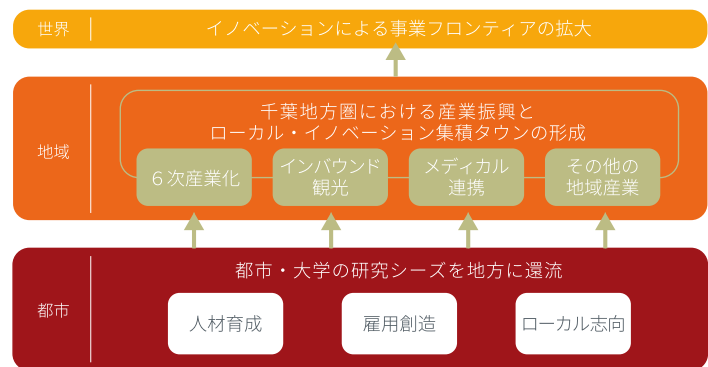 世界
イノベーションによる事業フロンティアの拡大
地域
千葉地方圏における産業振興と
ローカル・イノベーション集積タウンの形成
６次産業化
インバウンド
観光
メディカル
連携
その他の
地域産業
都市
都市・大学の研究シーズを地方に還流
人材育成
雇用創造
ローカル志向